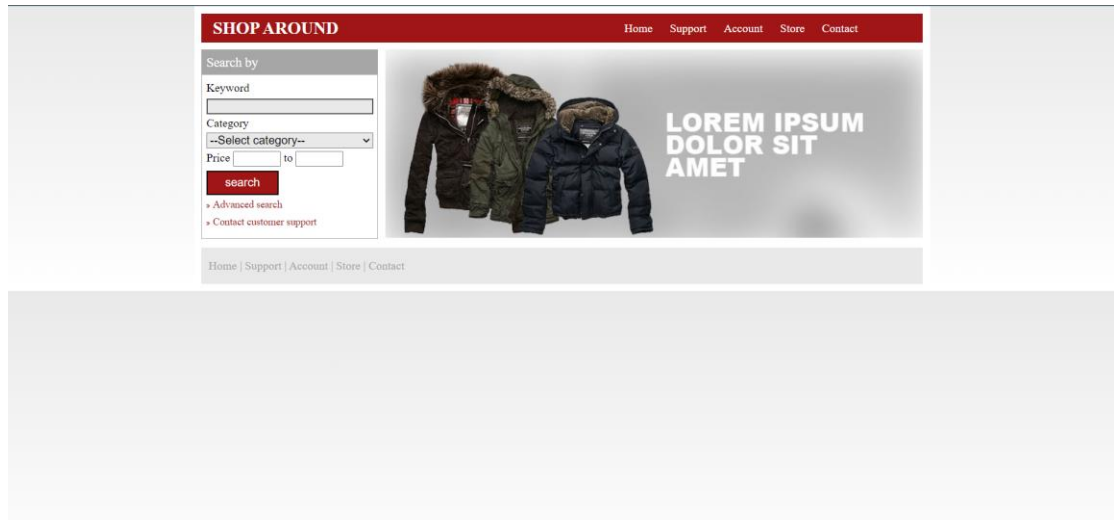 SHOP AROUND
Home Support Account Store Contact
Search by
Keyword
Category
--Select category--
Price to
search
» Advanced search
» Contact customer support
LOREM IPSUM
DOLOR SIT
AMET
Home | Support | Account | Store | Contact